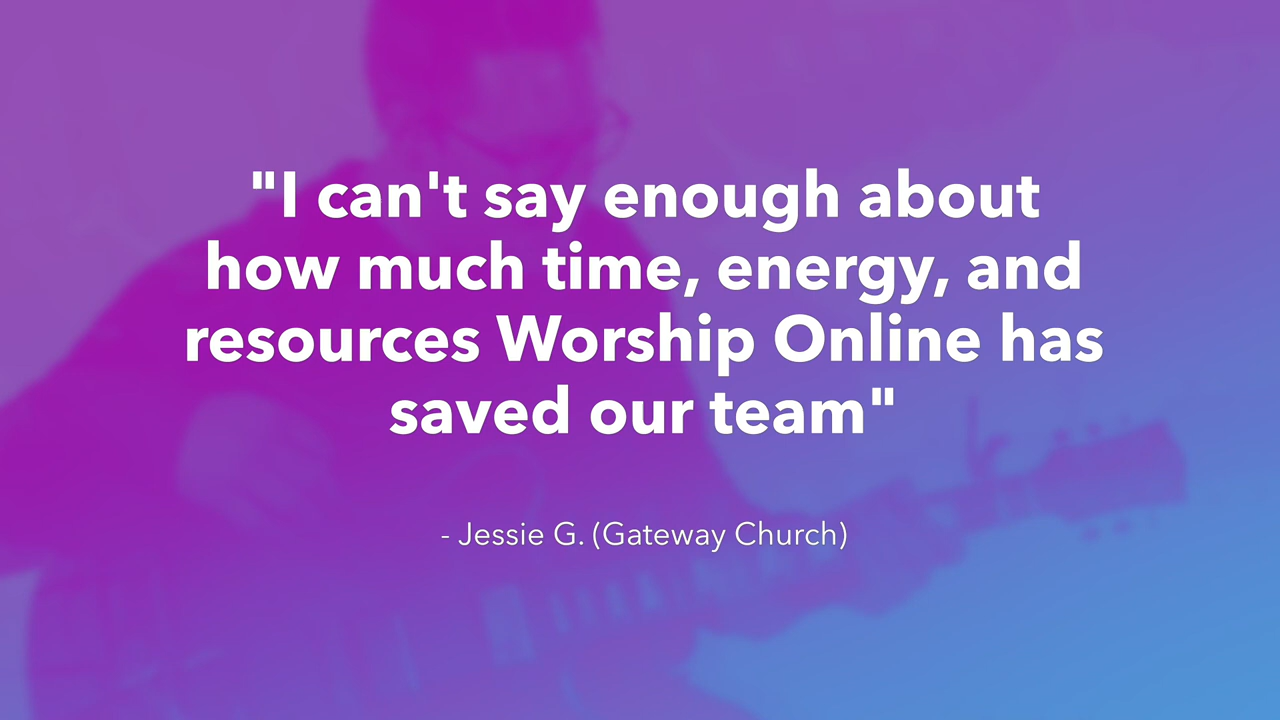 "I can't say enough about
how much time, energy, and
resources Worship Online has
saved our team"
- Jessie G. (Gateway Church)